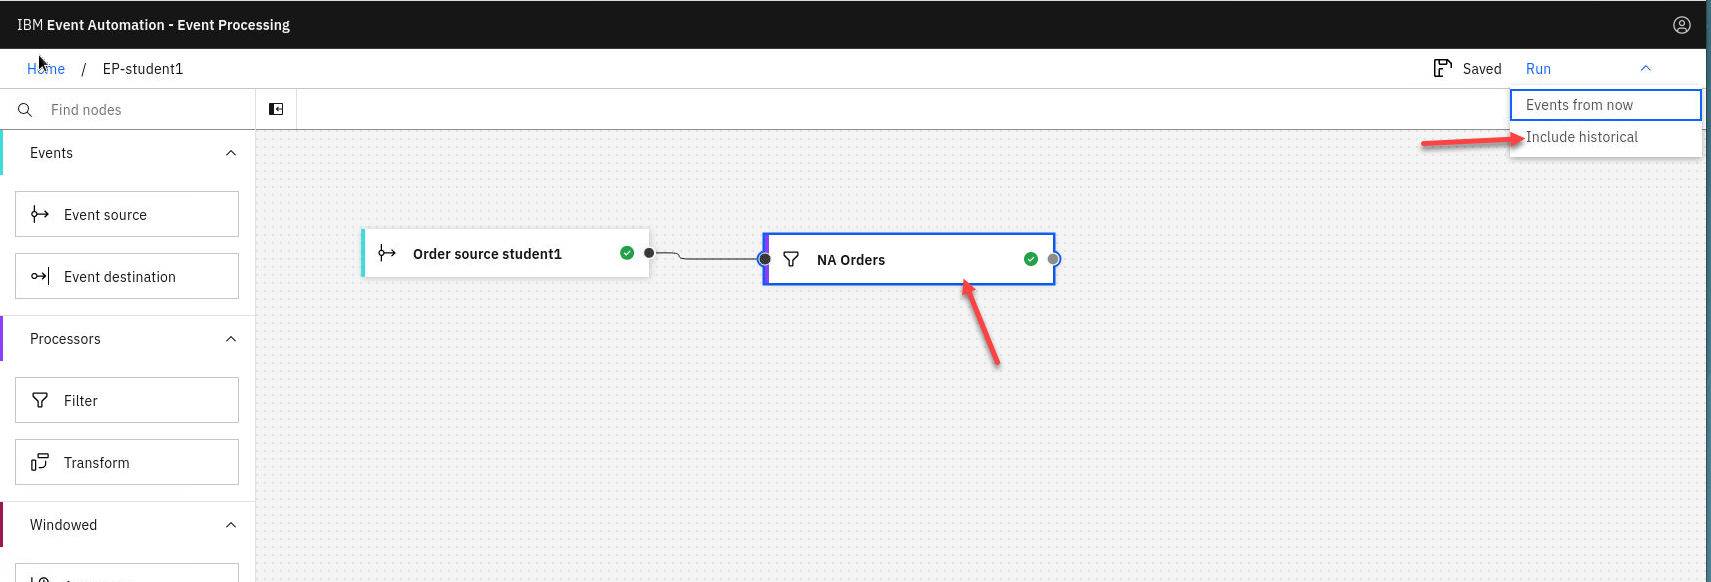 IBM Event Automation - Event Processing
Home / EP-student1
Saved
Run
Find nodes
Events from now
Include historical
Events
Event source
Event destination
Order source student1
NA Orders
Processors
Filter
Transform
Windowed